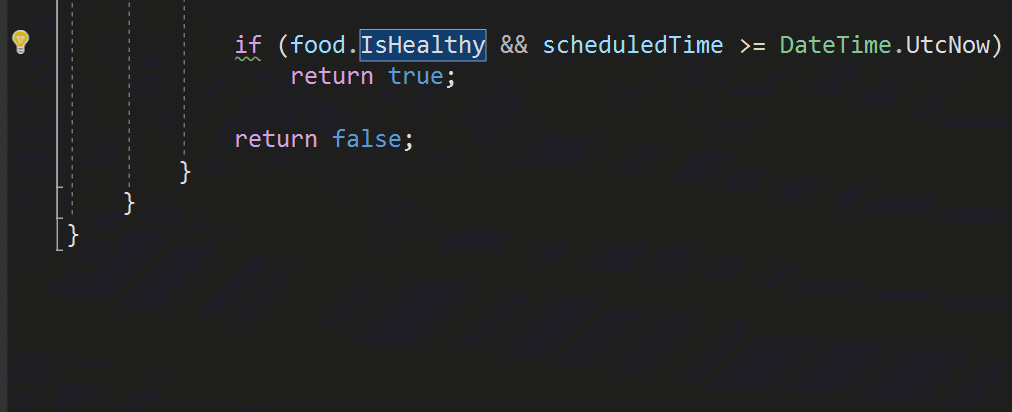 if (food.IsHealthy && scheduledTime >= DateTime.UtcNow)
return true;
return false;
}
}
}